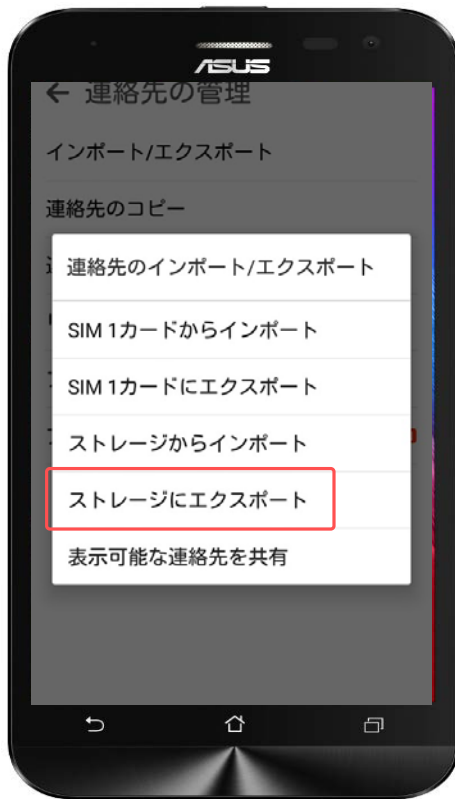 ASUS
連絡先の管理
インポート/エクスポート
連絡先のコピー
連絡先のインポート/エクスポート
SIM 1カードからインポート
SIM 1カードにエクスポート
ストレージからインポート
ストレージにエクスポート
表示可能な連絡先を共有